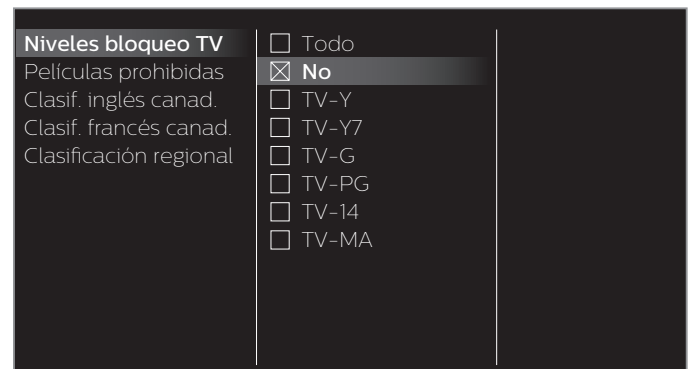 Niveles bloqueo TV
Películas prohibidas
Clasif. inglés canad.
Clasif. francés canad.
Clasificación regional
Todo
No
TV-Y
TV-Y7
TV-G
TV-PG
TV-14
TV-MA